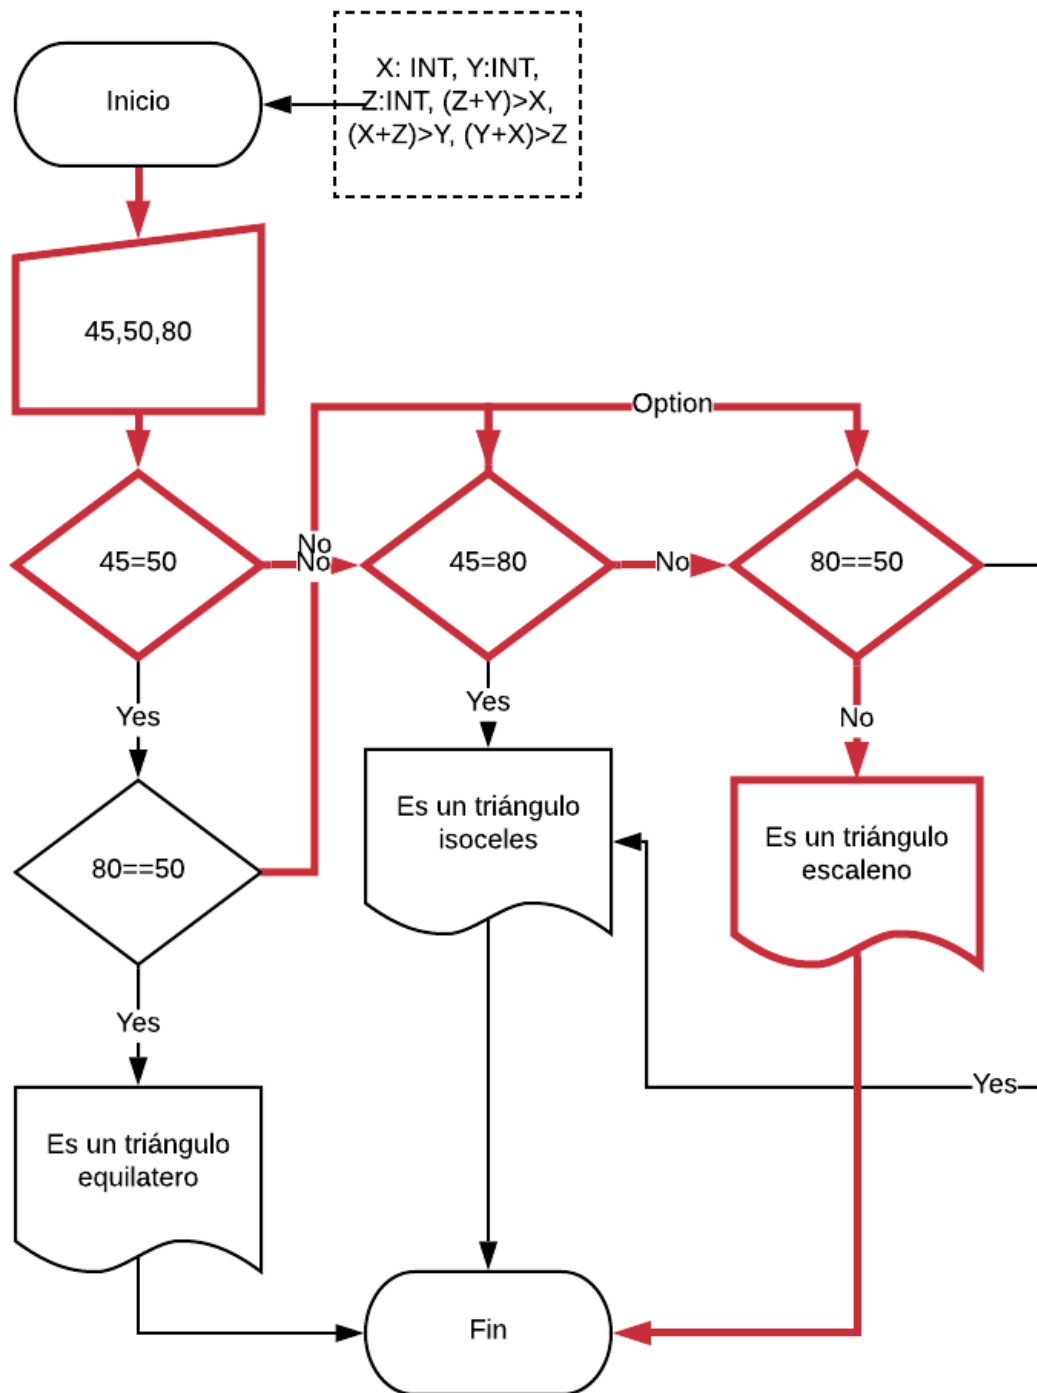 Inicio
X: INT, Y:INT,
Z:INT, (Z+Y)>X,
(X+Z)>Y, (Y+X)>Z
45,50,80
Option
45=50
No
No
45=80
No
80==50
Yes
Yes
No
80==50
Es un triángulo
isoceles
Es un triángulo
escaleno
Yes
Yes
Es un triángulo
equilatero
Fin